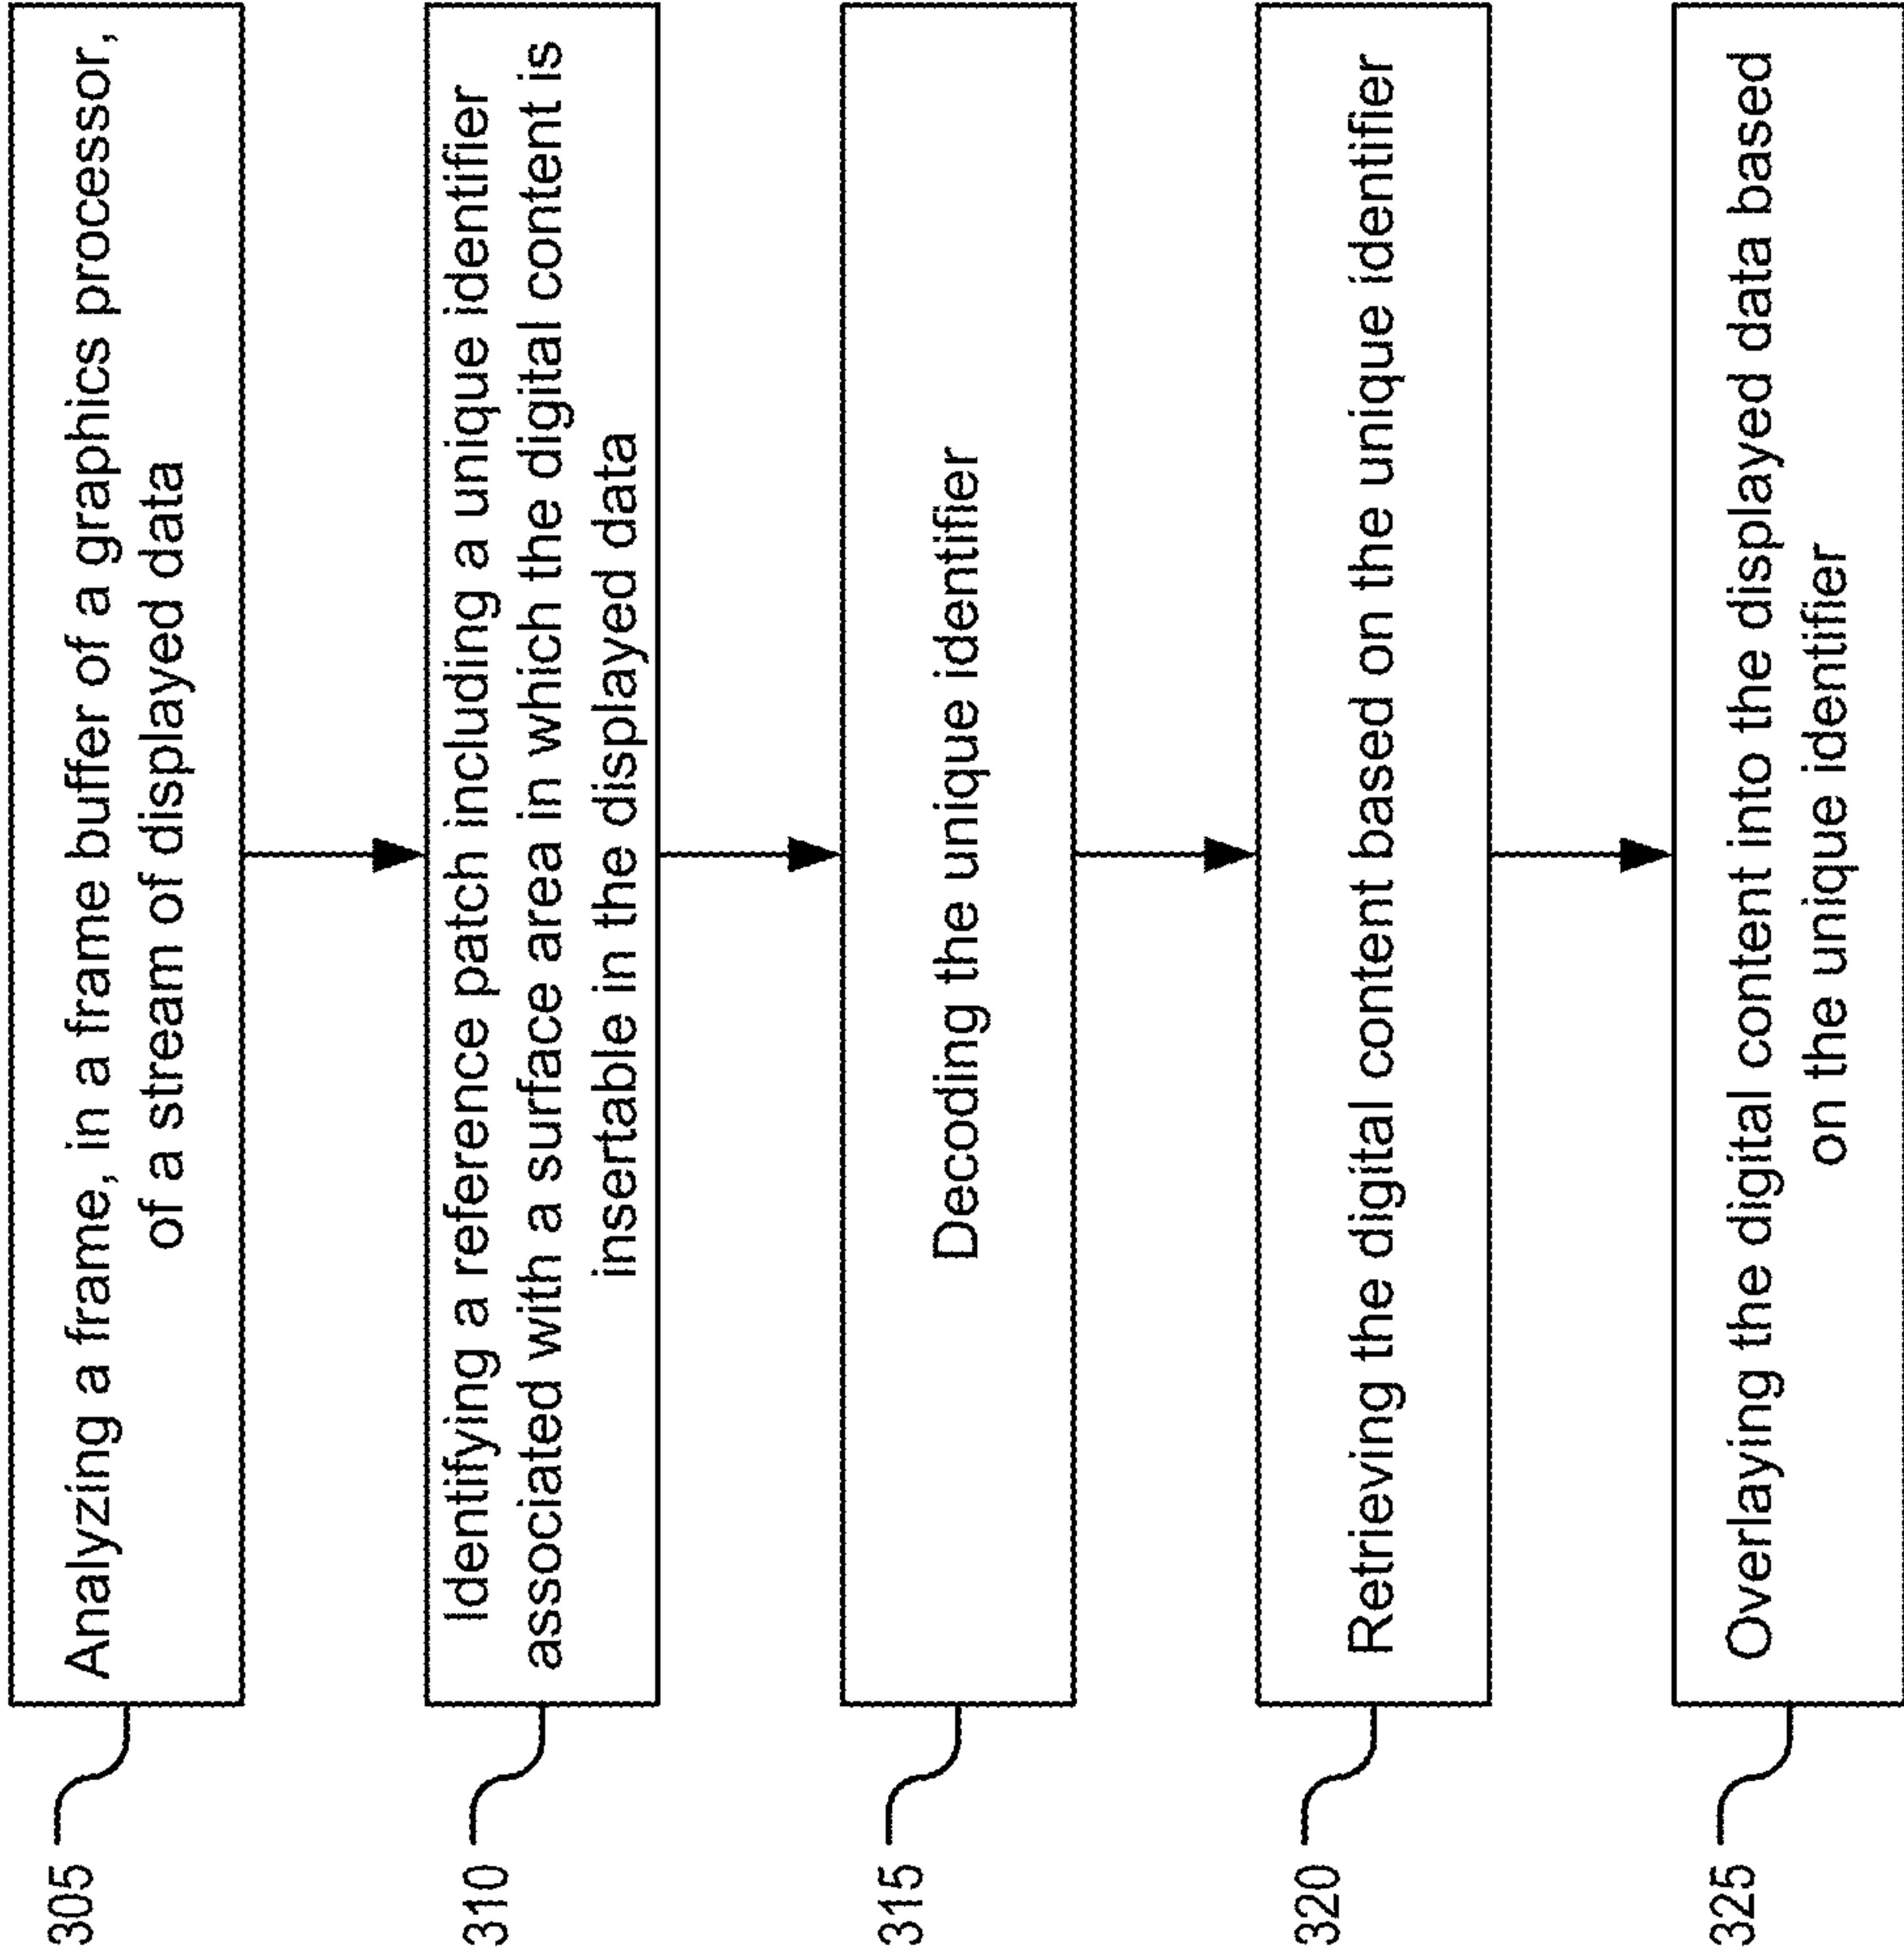 305
Analyzing a frame, in a frame buffer of a graphics processor,
of a stream of displayed data
310
Identifying a reference patch including a unique identifier
associated with a surface area in which the digital content is
insertable in the displayed data
315
Decoding the unique identifier
320
Retrieving the digital content based on the unique identifier
325
Overlaying the digital content into the displayed data based
on the unique identifier